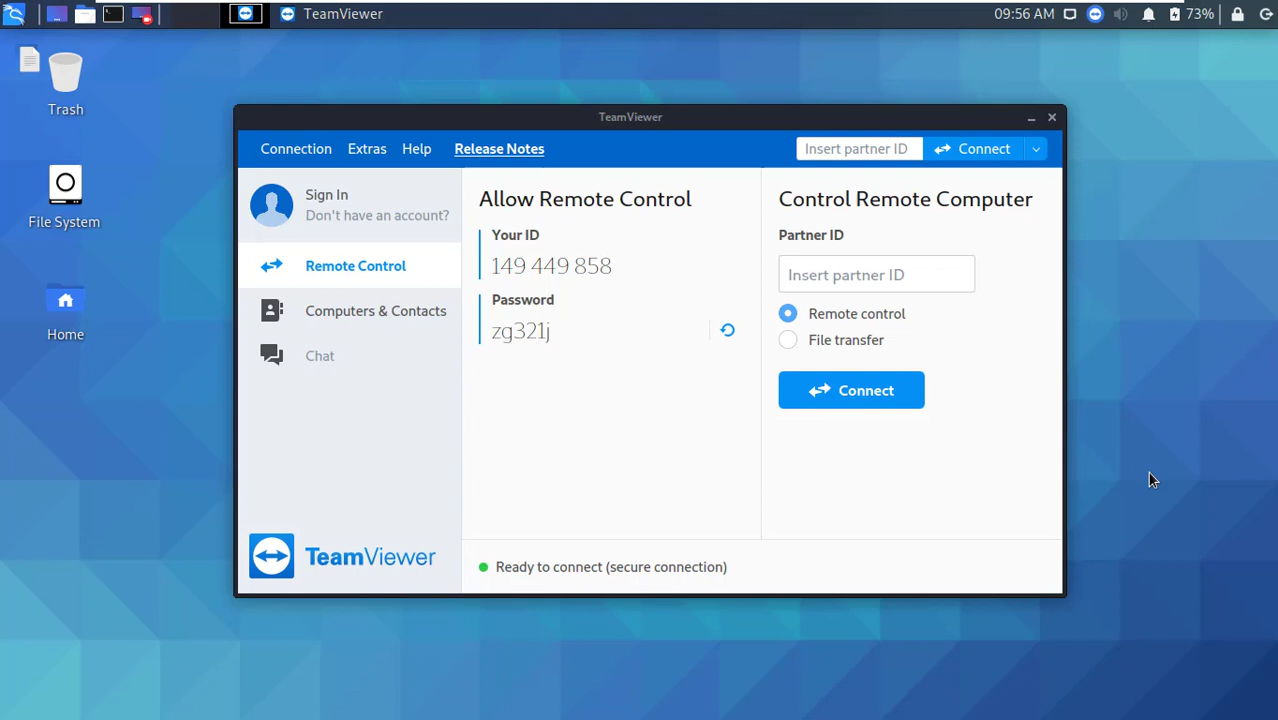 TeamViewer
09:56 AM
73%
Trash
File System
Home
TeamViewer
Connection Extras Help Release Notes
Insert partner ID Connect
Sign In
Don't have an account?
Remote Control
Computers & Contacts
Chat
TeamViewer
Allow Remote Control
Your ID
149 449 858
Password
zg321j
Control Remote Computer
Partner ID
Insert partner ID
Remote control
File transfer
Connect
Ready to connect (secure connection)